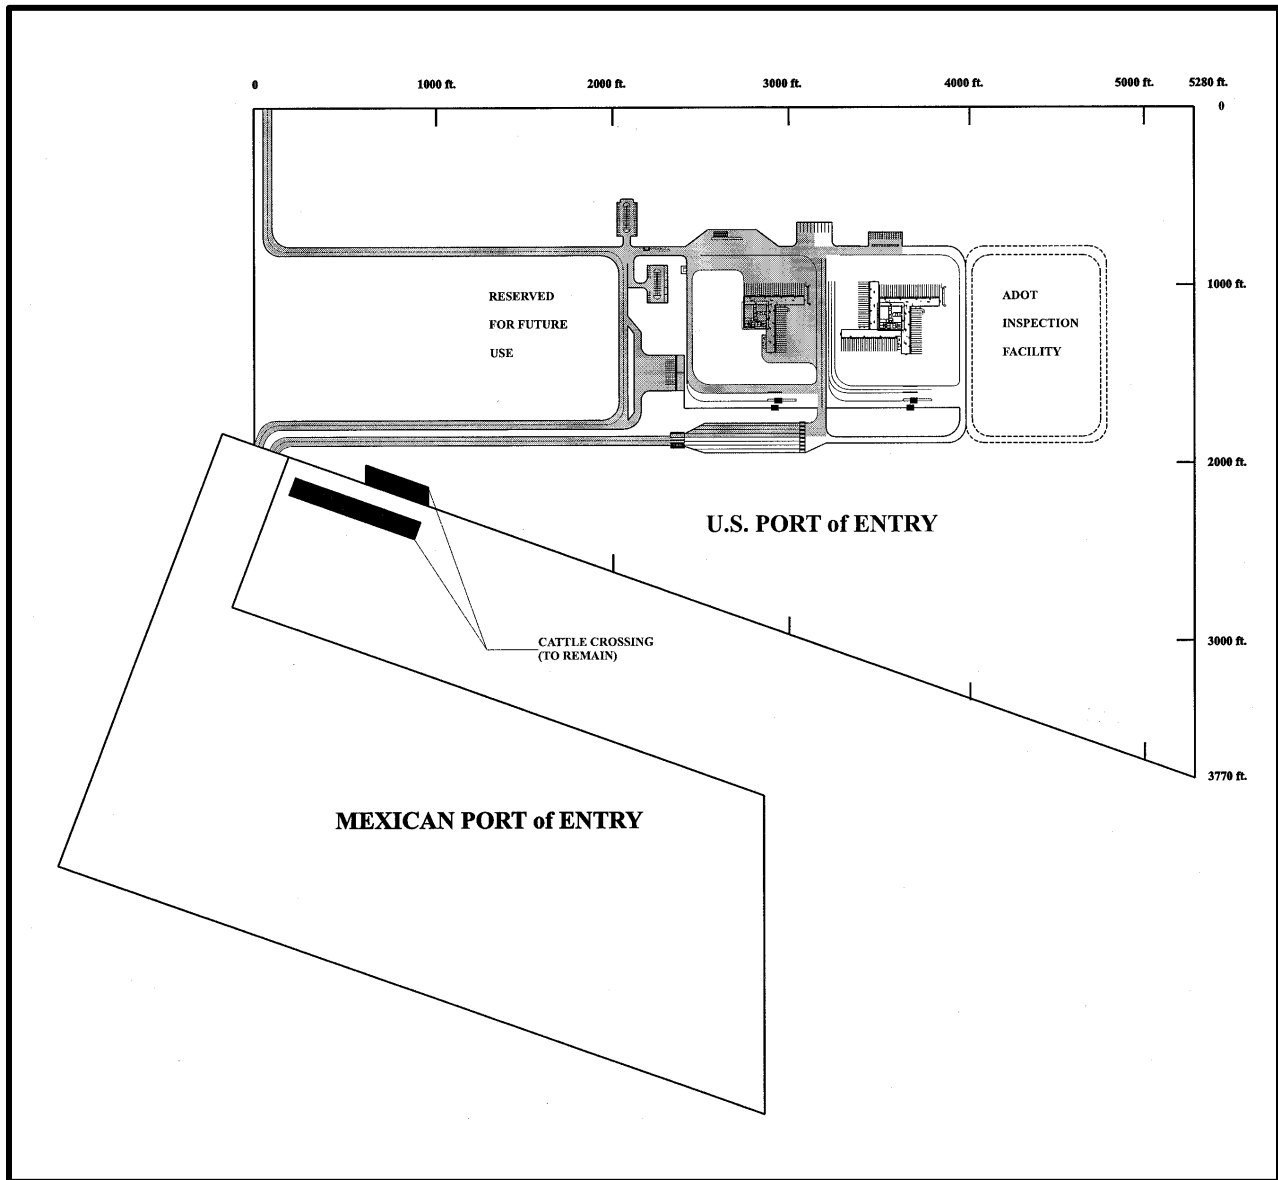 0
1000 ft.
2000 ft.
3000 ft.
4000 ft.
5000 ft.
5280 ft.
0
RESERVED
FOR FUTURE
USE
ADOT
INSPECTION
FACILITY
1000 ft.
2000 ft.
U.S. PORT of ENTRY
CATTLE CROSSING
(TO REMAIN)
3000 ft.
3770 ft.
MEXICAN PORT of ENTRY